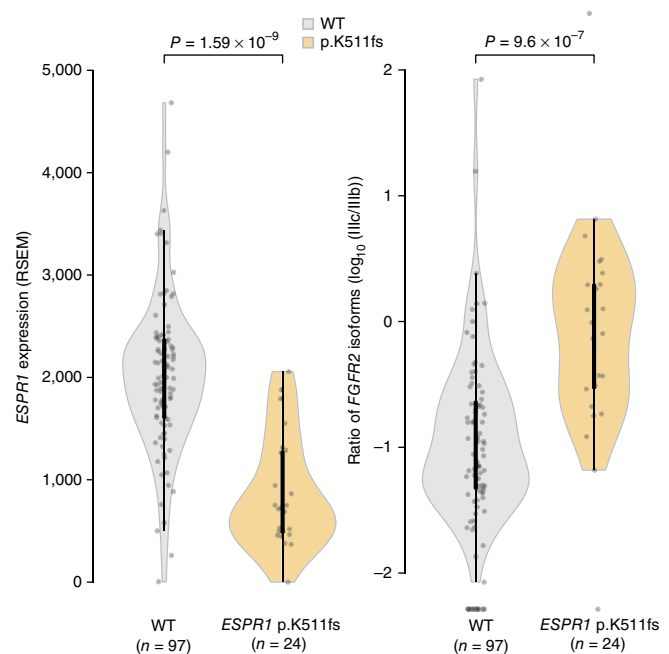 WT
p.K511fs
P = 1.59 × 10⁻⁹
P = 9.6 × 10⁻⁷
ESPR1 expression (RSEM)
5,000
4,000
3,000
2,000
1,000
0
Ratio of FGFR2 isoforms (log₁₀ (IIIc/IIIb))
2
1
0
−1
−2
WT
(n = 97)
ESPR1 p.K511fs
(n = 24)
WT
(n = 97)
ESPR1 p.K511fs
(n = 24)